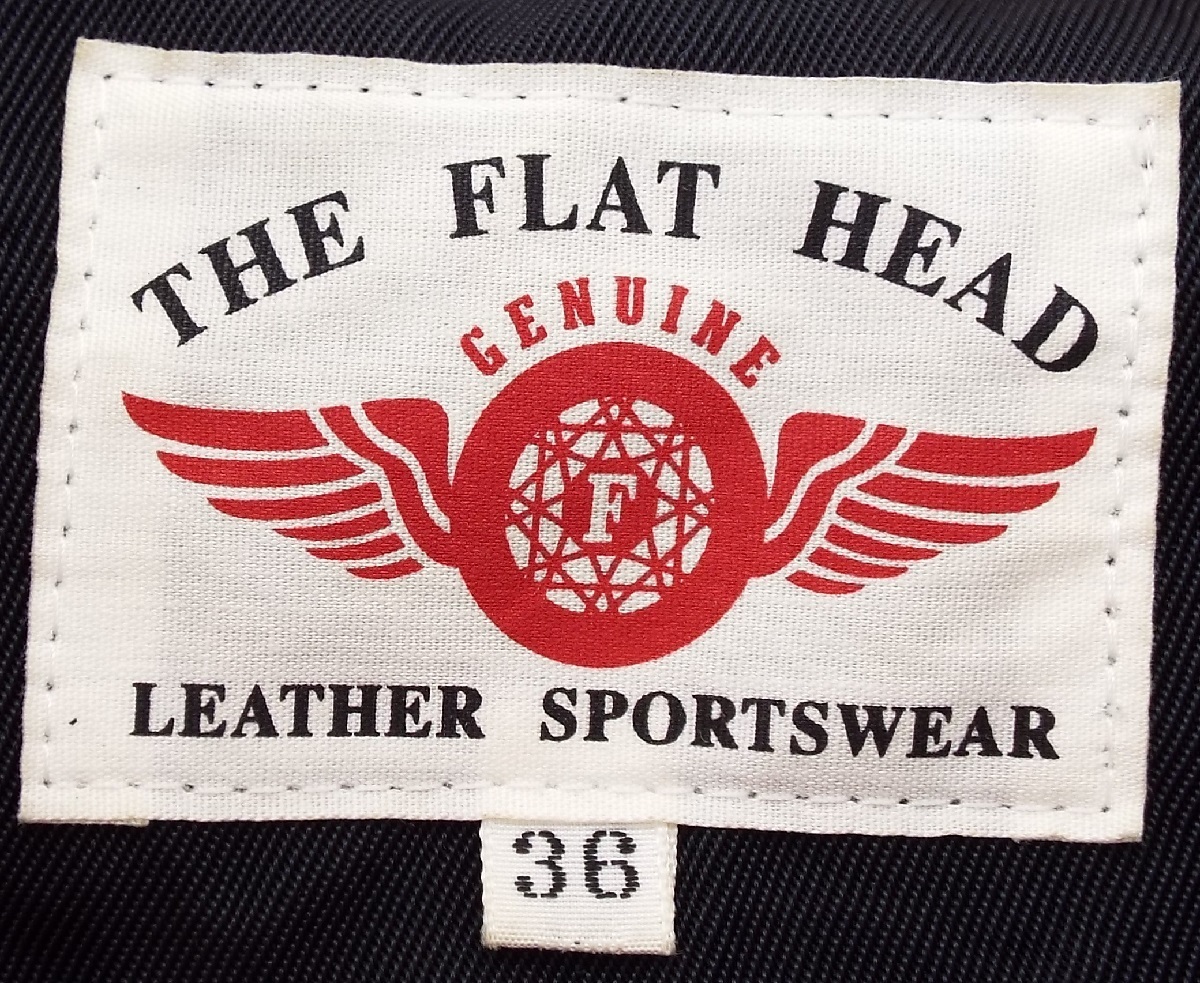 THE FLAT HEAD
GENUINE
F
LEATHER SPORTSWEAR
36